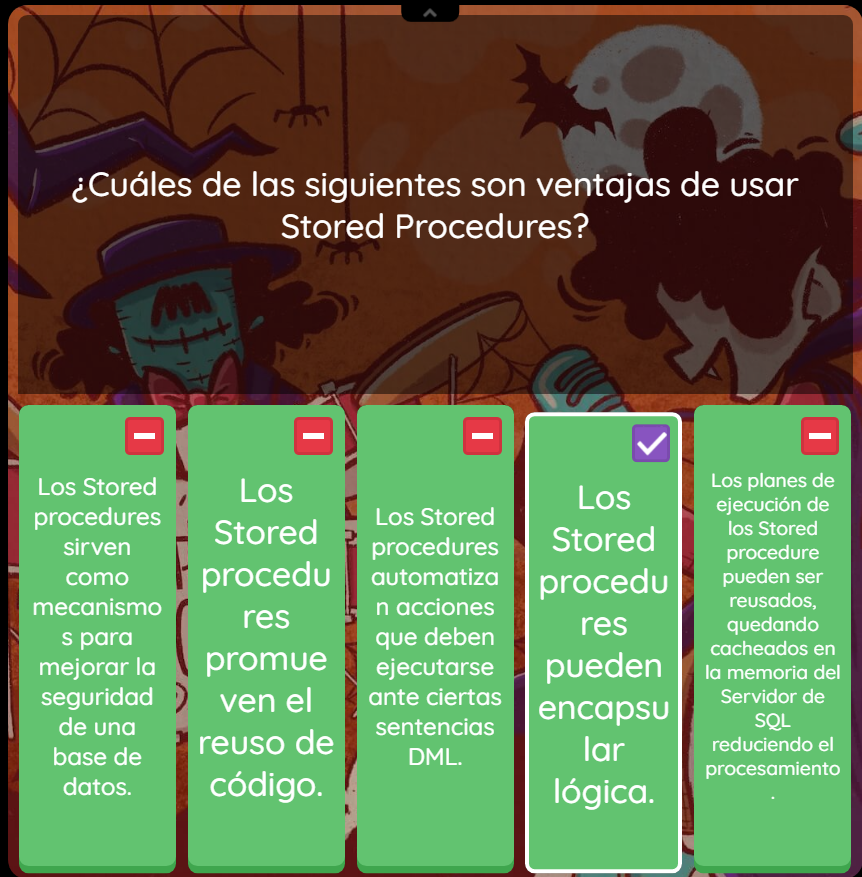 ¿Cuáles de las siguientes son ventajas de usar
Stored Procedures?
Los Stored
procedures
sirven
como
mecanismo
s para
mejorar la
seguridad
de una
base de
datos.
Los
Stored
procedu
res
promue
ven el
reuso de
código.
Los Stored
procedures
automatiza
n acciones
que deben
ejecutarse
ante ciertas
sentencias
DML.
Los
Stored
procedu
res
pueden
encapsu
lar
lógica.
Los planes de
ejecución de
los Stored
procedure
pueden ser
reusados,
quedando
cacheados en
la memoria del
Servidor de
SQL
reduciendo el
procesamiento
.